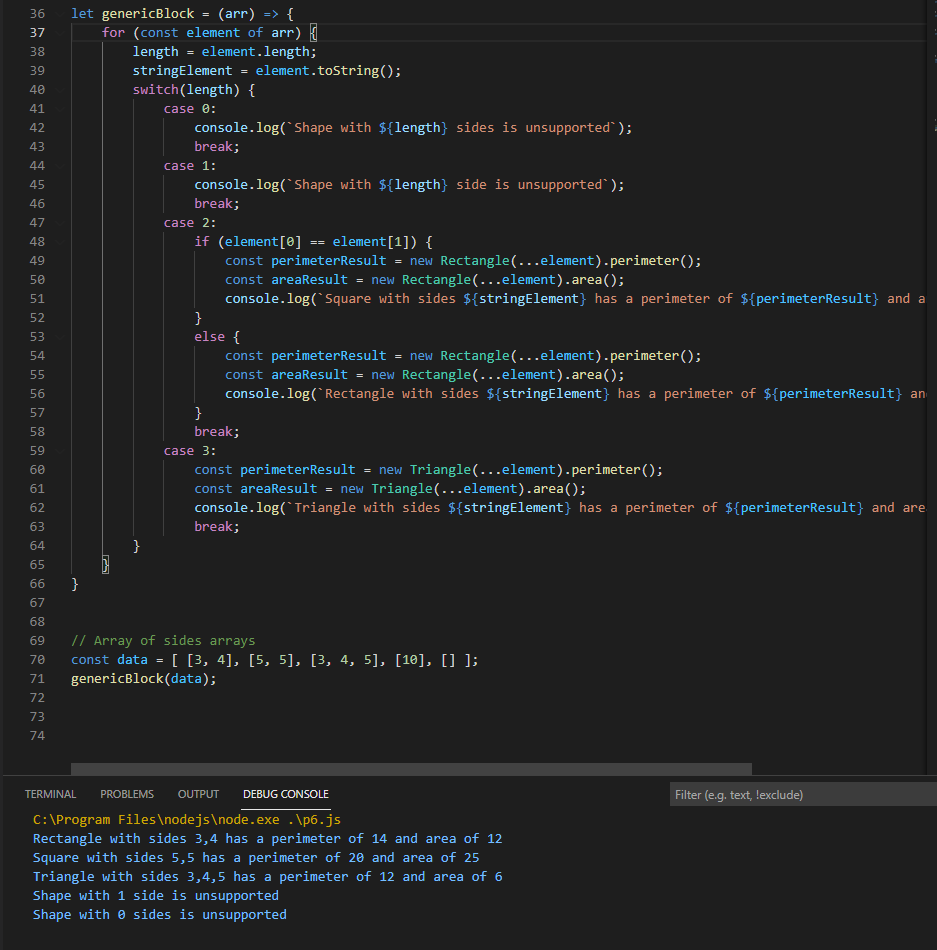 36 let genericBlock = (arr) => {
37 for (const element of arr) {
38 length = element.length;
39 stringElement = element.toString();
40 switch(length) {
41 case 0:
42 console.log(`Shape with ${length} sides is unsupported`);
43 break;
44 case 1:
45 console.log(`Shape with ${length} side is unsupported`);
46 break;
47 case 2:
48 if (element[0] == element[1]) {
49 const perimeterResult = new Rectangle(...element).perimeter();
50 const areaResult = new Rectangle(...element).area();
51 console.log(`Square with sides ${stringElement} has a perimeter of ${perimeterResult} and a
52 }
53 else {
54 const perimeterResult = new Rectangle(...element).perimeter();
55 const areaResult = new Rectangle(...element).area();
56 console.log(`Rectangle with sides ${stringElement} has a perimeter of ${perimeterResult} an
57 }
58 break;
59 case 3:
60 const perimeterResult = new Triangle(...element).perimeter();
61 const areaResult = new Triangle(...element).area();
62 console.log(`Triangle with sides ${stringElement} has a perimeter of ${perimeterResult} and are
63 break;
64 }
65 }
66 }
67
68
69 // Array of sides arrays
70 const data = [ [3, 4], [5, 5], [3, 4, 5], [10], [] ];
71 genericBlock(data);
72
73
74
TERMINAL PROBLEMS OUTPUT DEBUG CONSOLE Filter (e.g. text, !exclude)
C:\Program Files\nodejs\node.exe .\p6.js
Rectangle with sides 3,4 has a perimeter of 14 and area of 12
Square with sides 5,5 has a perimeter of 20 and area of 25
Triangle with sides 3,4,5 has a perimeter of 12 and area of 6
Shape with 1 side is unsupported
Shape with 0 sides is unsupported